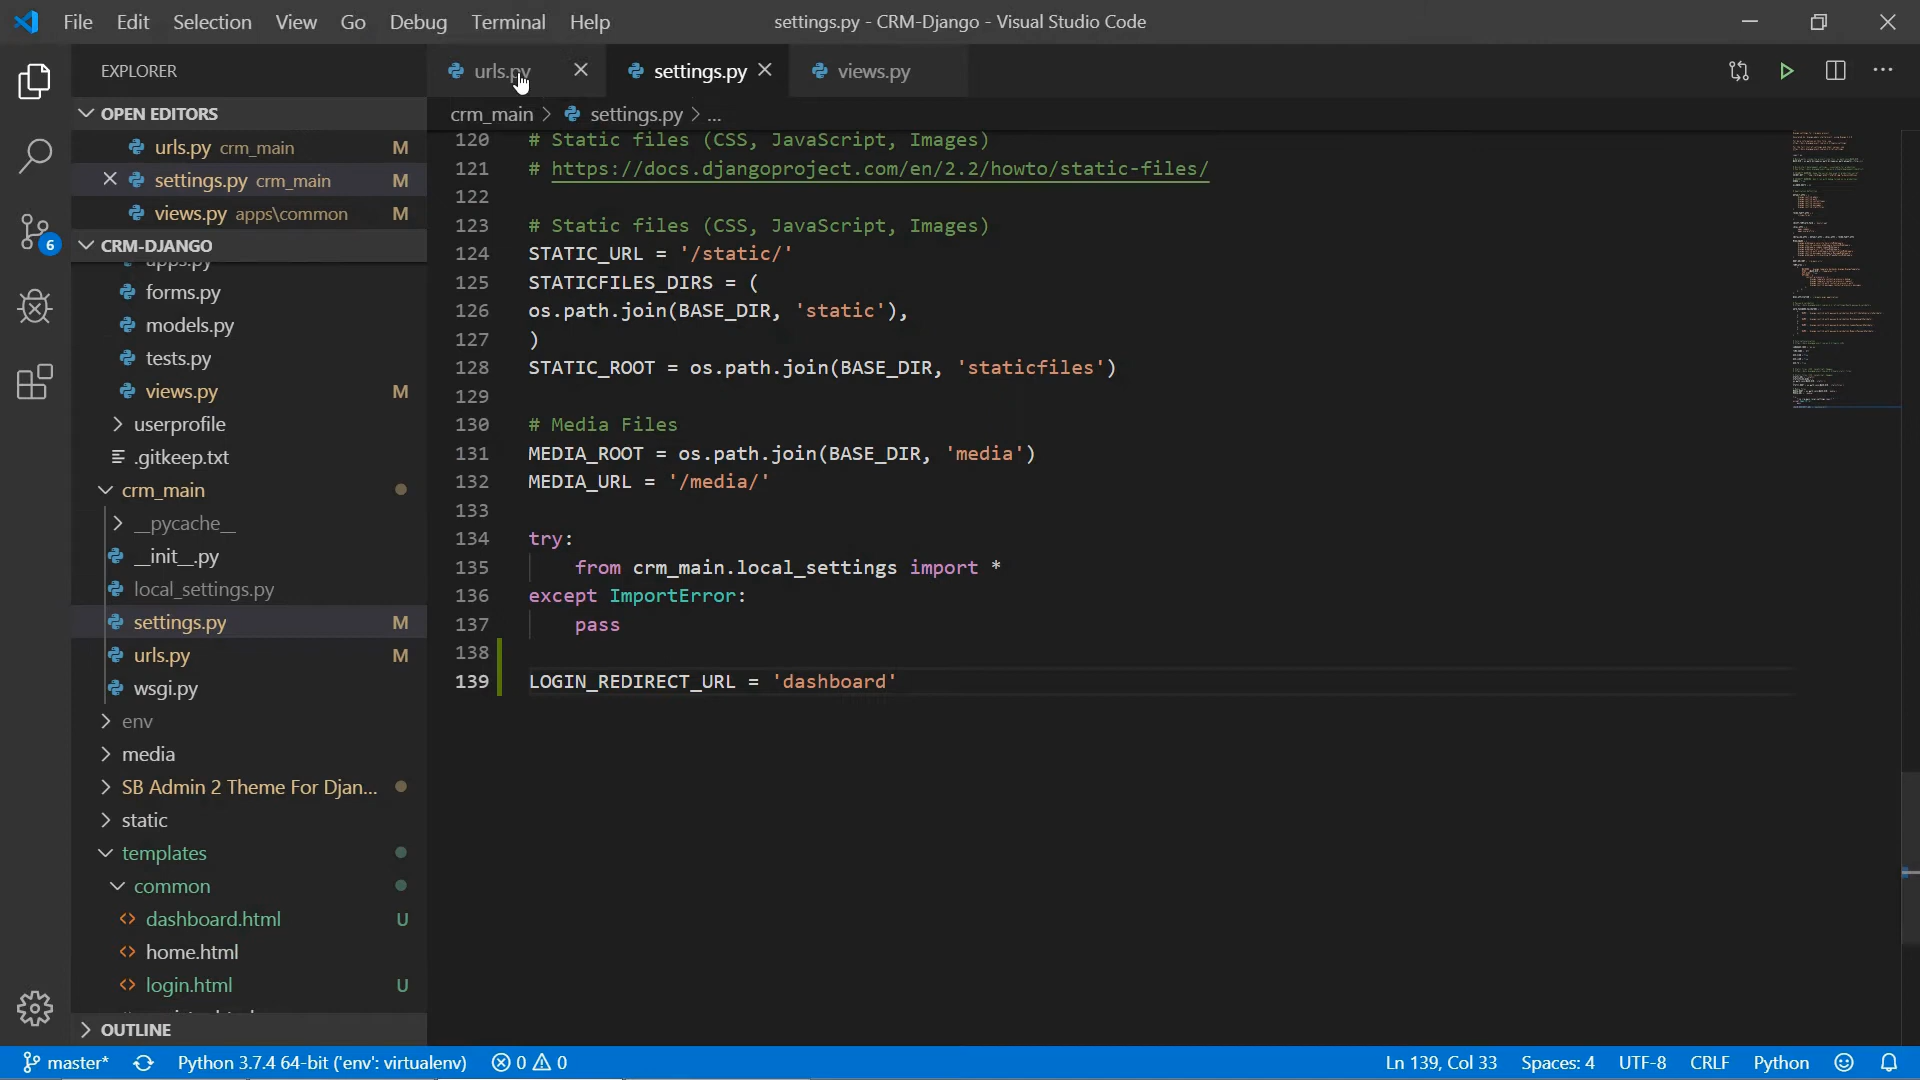 File Edit Selection View Go Debug Terminal Help settings.py - CRM-Django - Visual Studio Code
EXPLORER
urls.py settings.py views.py
OPEN EDITORS
crm_main > settings.py > ...
urls.py crm_main M
settings.py crm_main M
views.py apps\common M
6
CRM-DJANGO
apps.py
forms.py
models.py
tests.py
views.py M
userprofile
.gitkeep.txt
crm_main
__pycache__
__init__.py
local_settings.py
settings.py M
urls.py M
wsgi.py
env
media
SB Admin 2 Theme For Djan...
static
templates
common
dashboard.html U
home.html
login.html U
OUTLINE
120 # Static files (CSS, JavaScript, Images)
121 # https://docs.djangoproject.com/en/2.2/howto/static-files/
122
123 # Static files (CSS, JavaScript, Images)
124 STATIC_URL = '/static/'
125 STATICFILES_DIRS = (
126 os.path.join(BASE_DIR, 'static'),
127 )
128 STATIC_ROOT = os.path.join(BASE_DIR, 'staticfiles')
129
130 # Media Files
131 MEDIA_ROOT = os.path.join(BASE_DIR, 'media')
132 MEDIA_URL = '/media/'
133
134 try:
135 from crm_main.local_settings import *
136 except ImportError:
137 pass
138
139 LOGIN_REDIRECT_URL = 'dashboard'
master* Python 3.7.4 64-bit ('env': virtualenv) 0 0 Ln 139, Col 33 Spaces: 4 UTF-8 CRLF Python